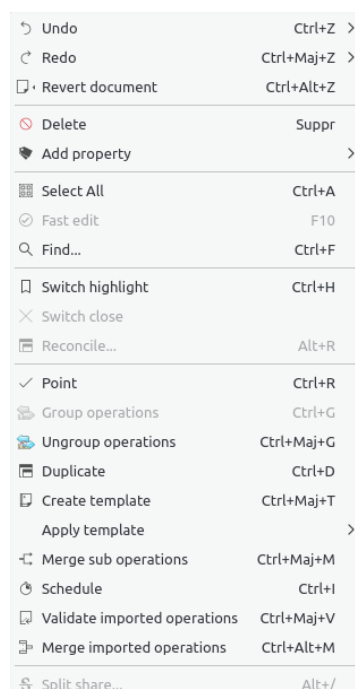 Undo Ctrl+Z
Redo Ctrl+Maj+Z
Revert document Ctrl+Alt+Z
Delete Suppr
Add property
Select All Ctrl+A
Fast edit F10
Find... Ctrl+F
Switch highlight Ctrl+H
Switch close
Reconcile... Alt+R
Point Ctrl+R
Group operations Ctrl+G
Ungroup operations Ctrl+Maj+G
Duplicate Ctrl+D
Create template Ctrl+Maj+T
Apply template
Merge sub operations Ctrl+Maj+M
Schedule Ctrl+I
Validate imported operations Ctrl+Maj+V
Merge imported operations Ctrl+Alt+M
Split share... Alt+/